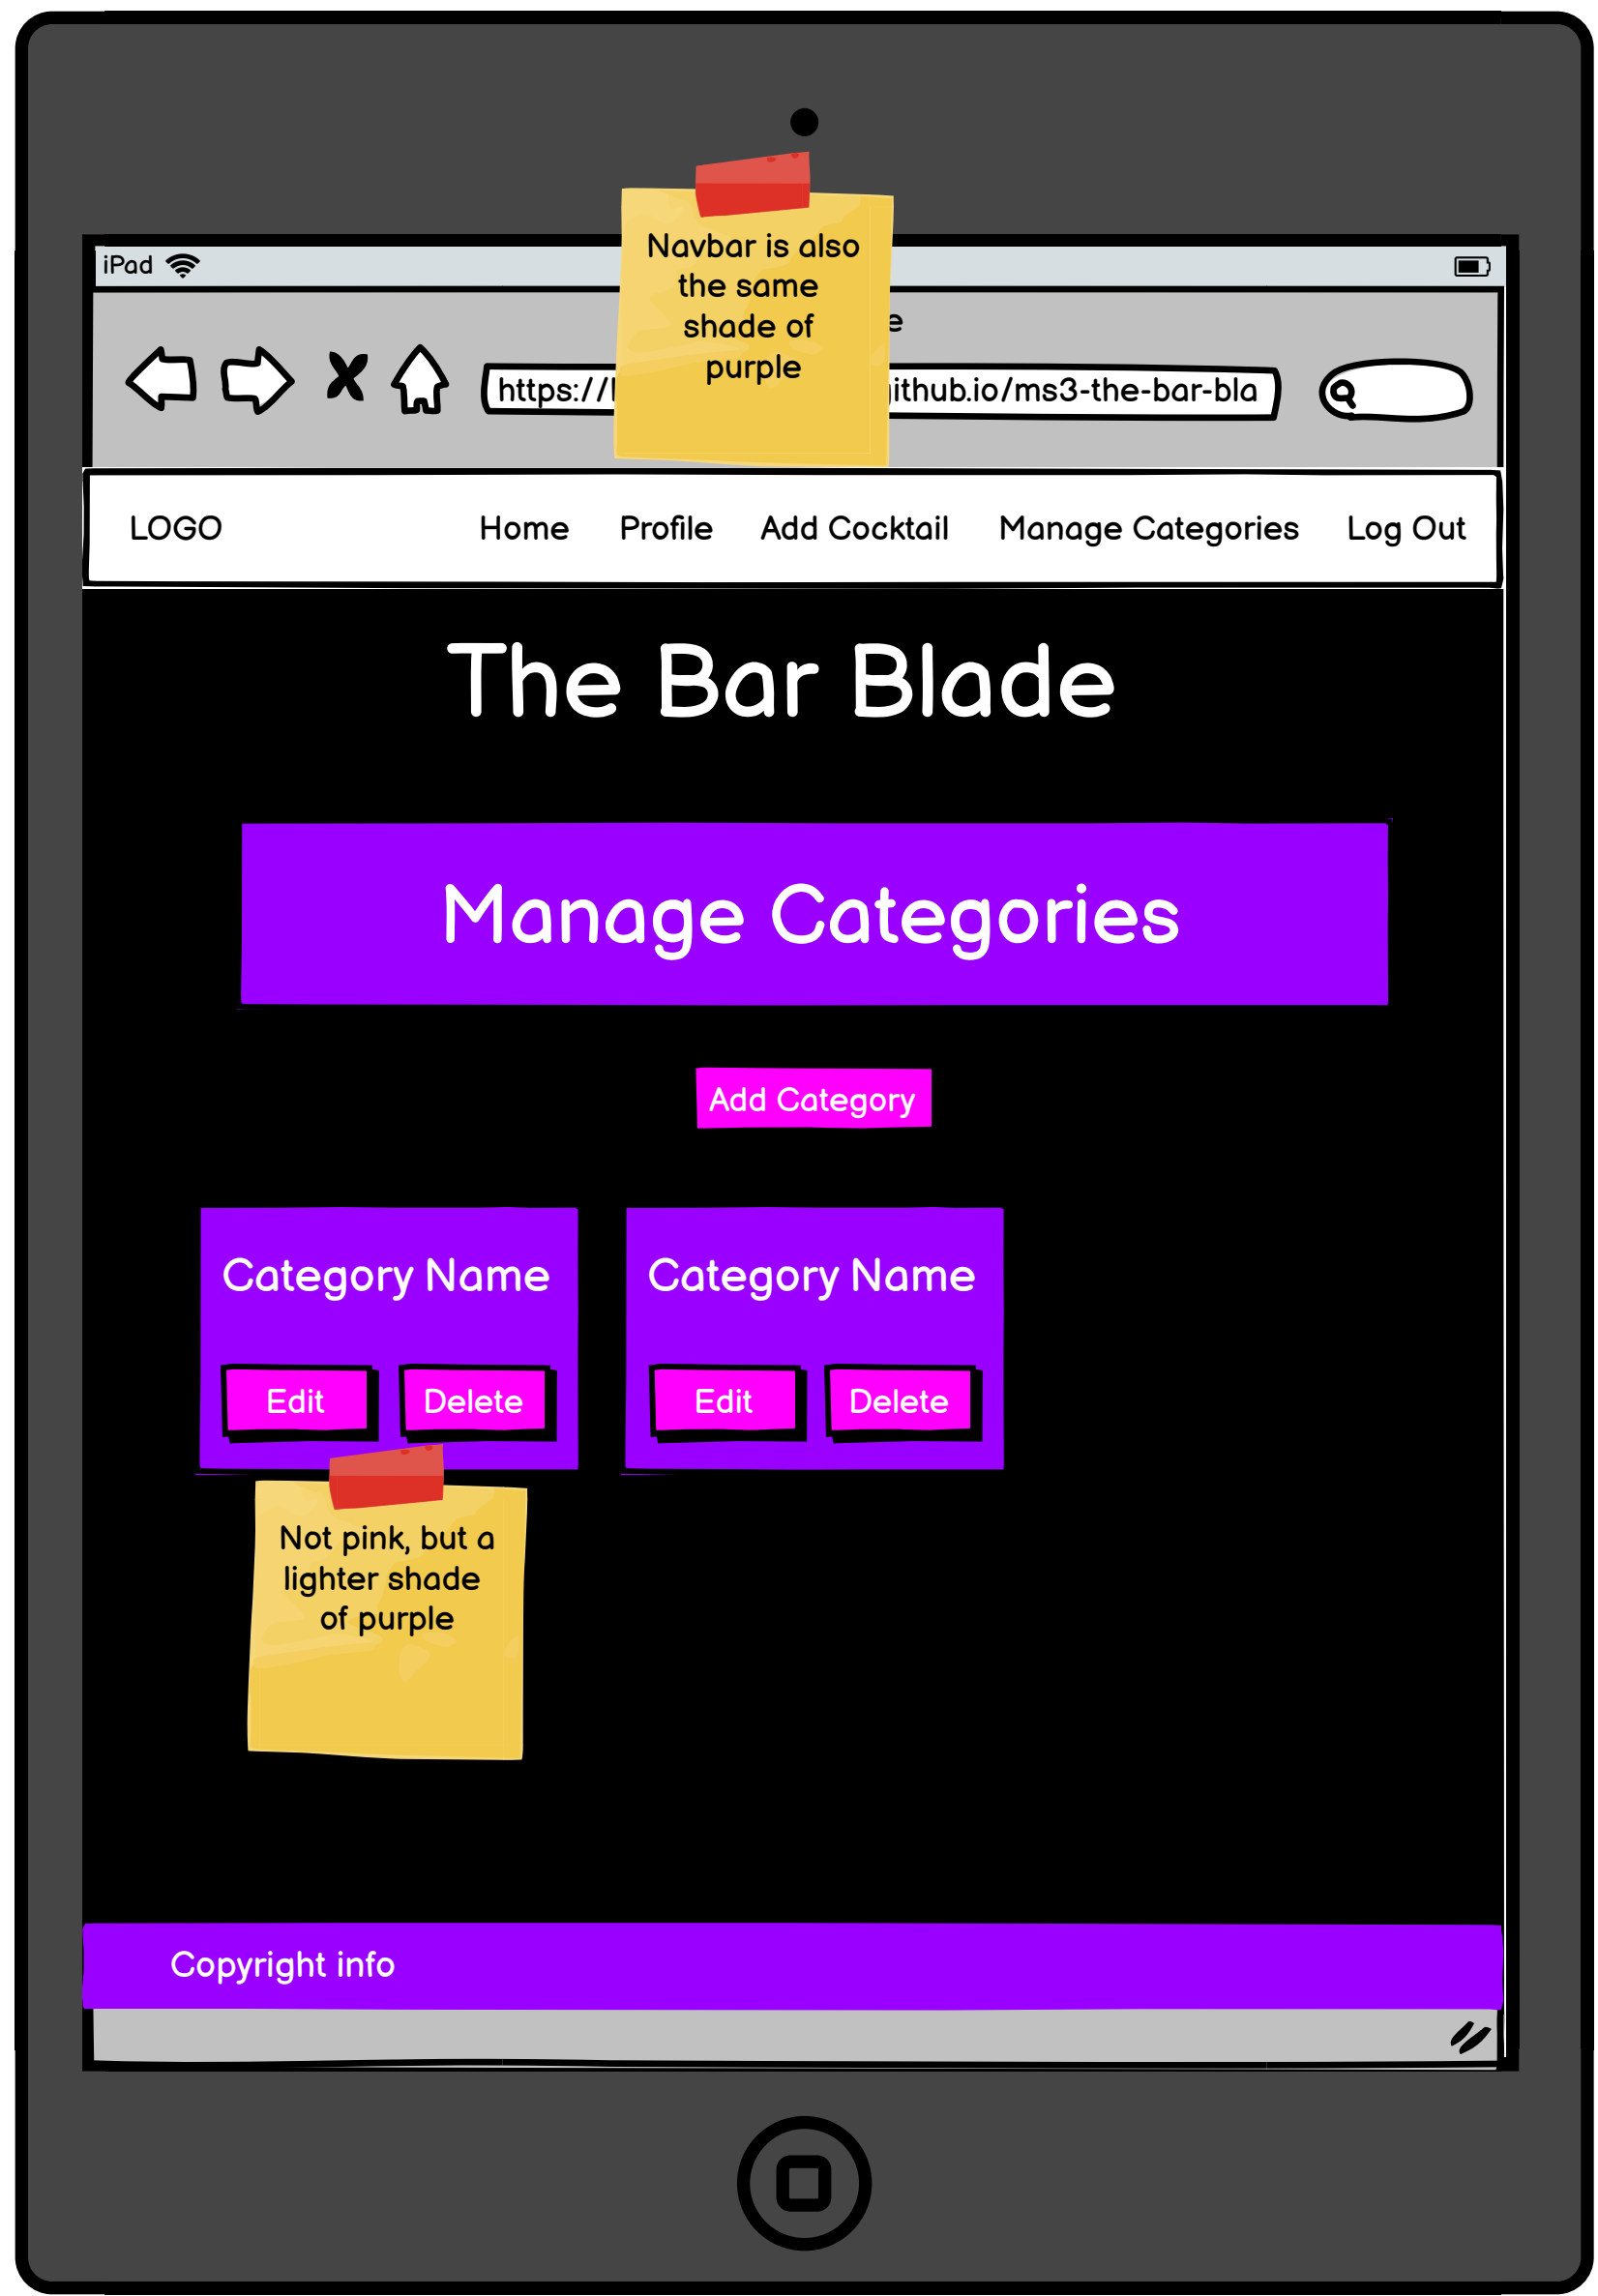 Navbar is also
the same
shade of
purple
iPad
https://
github.io/ms3-the-bar-bla
LOGO Home Profile Add Cocktail Manage Categories Log Out
The Bar Blade
Manage Categories
Add Category
Category Name Category Name
Edit Delete Edit Delete
Not pink, but a
lighter shade
of purple
Copyright info